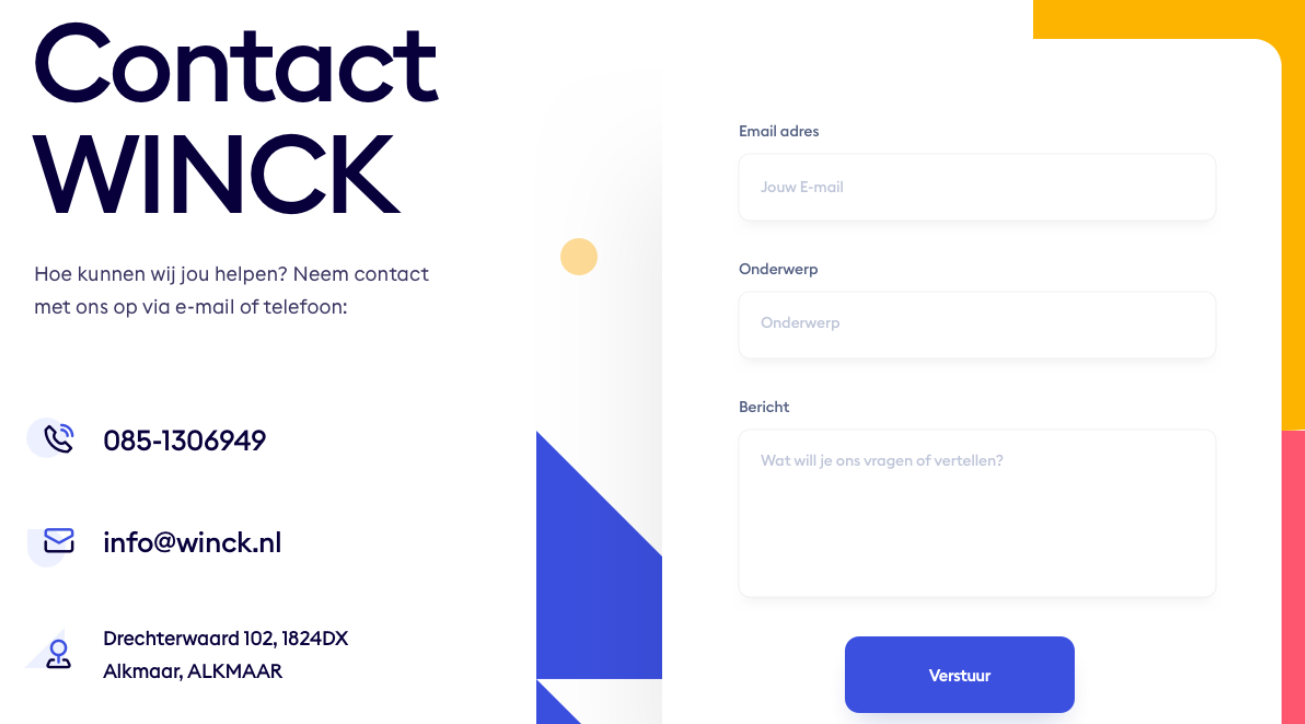 Contact
WINCK
Hoe kunnen wij jou helpen? Neem contact
met ons op via e-mail of telefoon:
085-1306949
info@winck.nl
Drechterwaard 102, 1824DX
Alkmaar, ALKMAAR
Email adres
Jouw E-mail
Onderwerp
Onderwerp
Bericht
Wat will je ons vragen of vertellen?
Verstuur